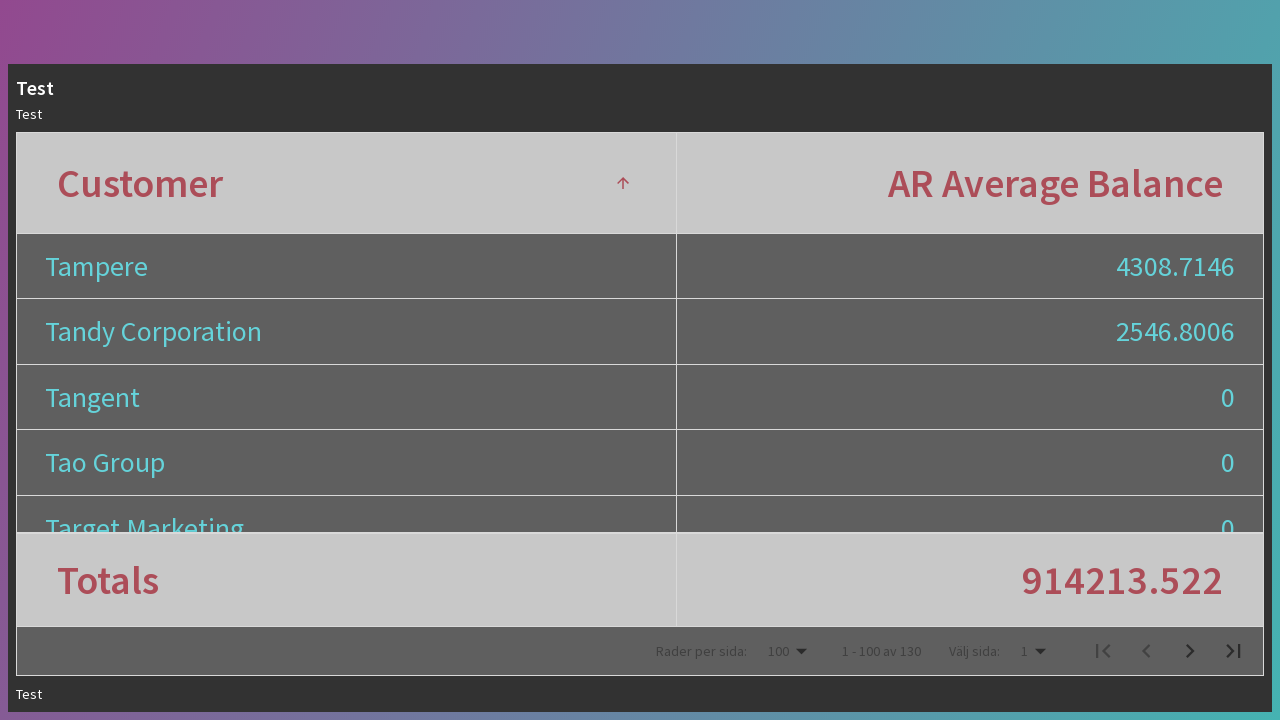 Test
Test
Customer AR Average Balance
Tampere 4308.7146
Tandy Corporation 2546.8006
Tangent 0
Tao Group 0
Target Marketing 0
Totals 914213.522
Rader per sida: 100 1 - 100 av 130 Välj sida: 1
Test